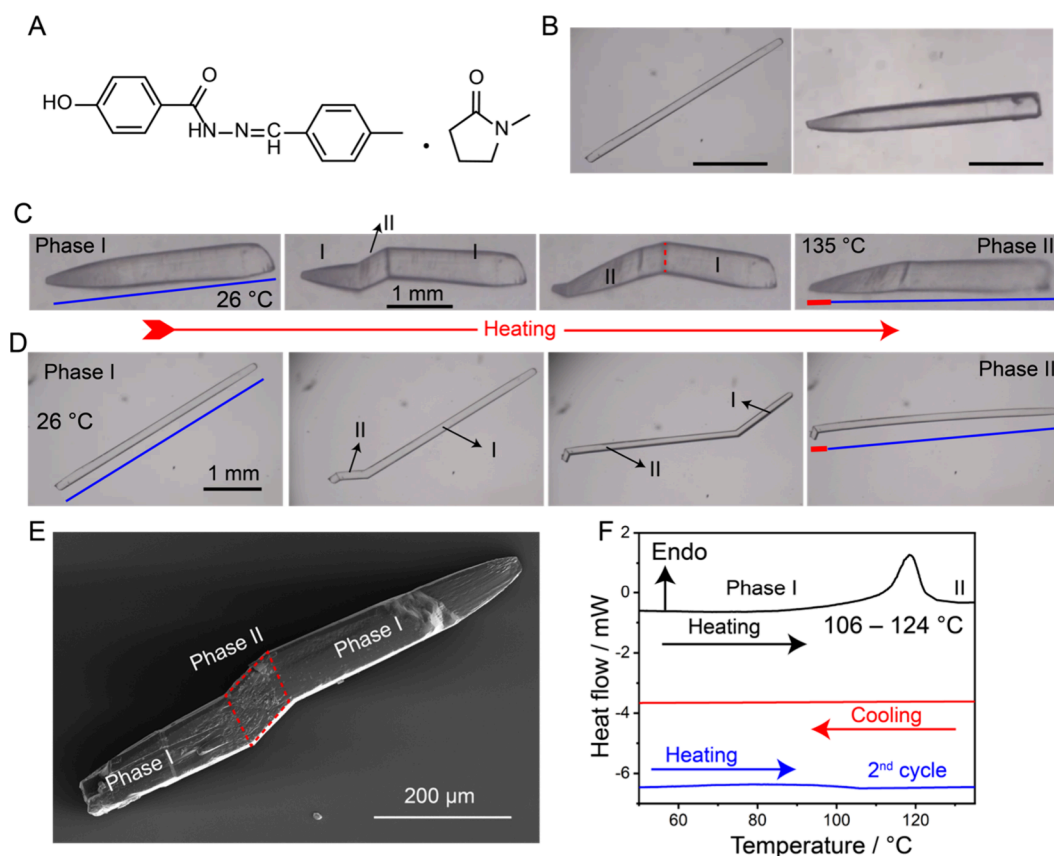 A
HO
O
HN
N
C
H
O
N
B
C
Phase I
26 °C
I
II
I
1 mm
II
I
135 °C
Phase II
Heating
D
Phase I
26 °C
1 mm
II
I
I
II
Phase II
E
Phase II
Phase I
Phase I
200 µm
F
Endo
Phase I
II
Heating
106 – 124 °C
Cooling
Heating
2nd cycle
Heat flow / mW
2
0
-2
-4
-6
60
80
100
120
Temperature / °C